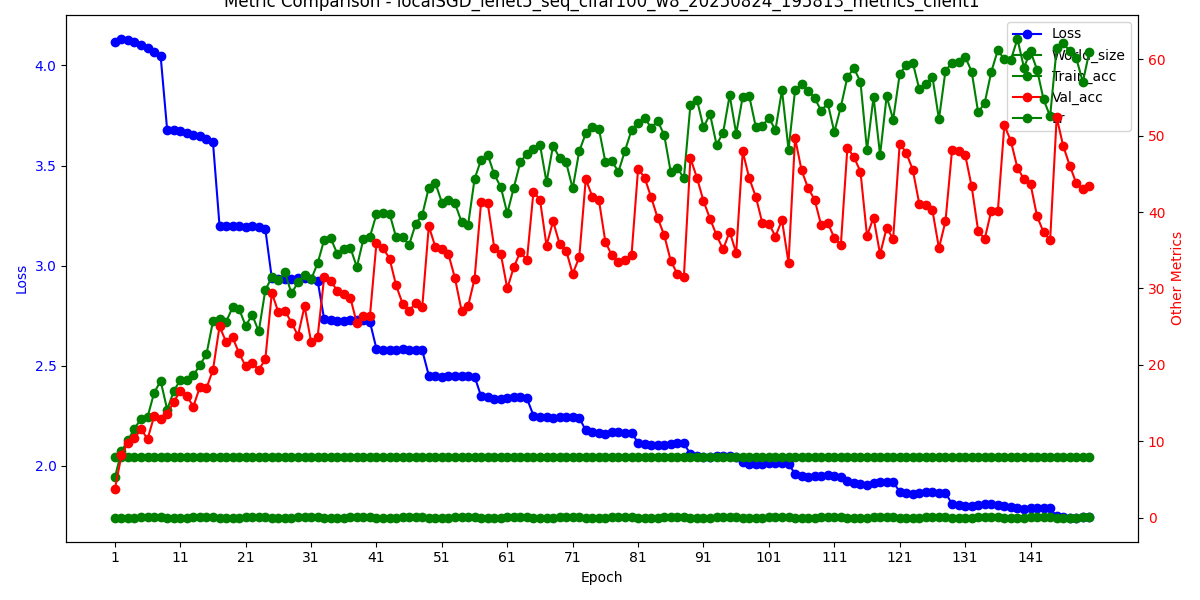 Metric Comparison - localSGD_lenet5_seq_cifar100_w8_20250824_195813_metrics_client1
Loss
World_size
Train_acc
Val_acc
4.0
3.5
3.0
2.5
2.0
Loss
60
50
40
30
20
10
0
Other Metrics
1 11 21 31 41 51 61 71 81 91 101 111 121 131 141
Epoch